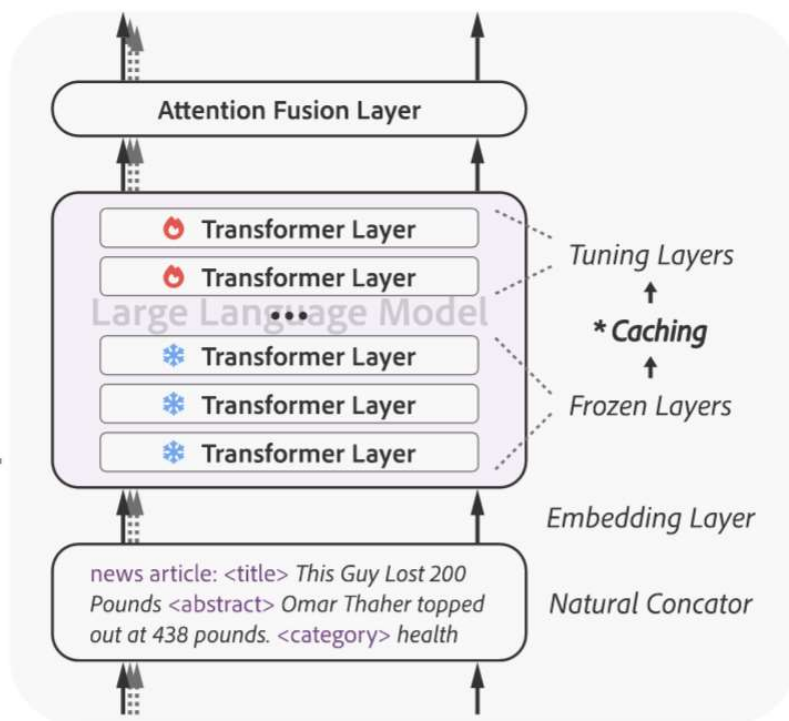 Attention Fusion Layer
Transformer Layer
Transformer Layer
Large Language Model
...
Transformer Layer
Transformer Layer
Transformer Layer
Tuning Layers
* Caching
Frozen Layers
Embedding Layer
news article: <title> This Guy Lost 200
Pounds <abstract> Omar Thaher topped
out at 438 pounds. <category> health
Natural Concator